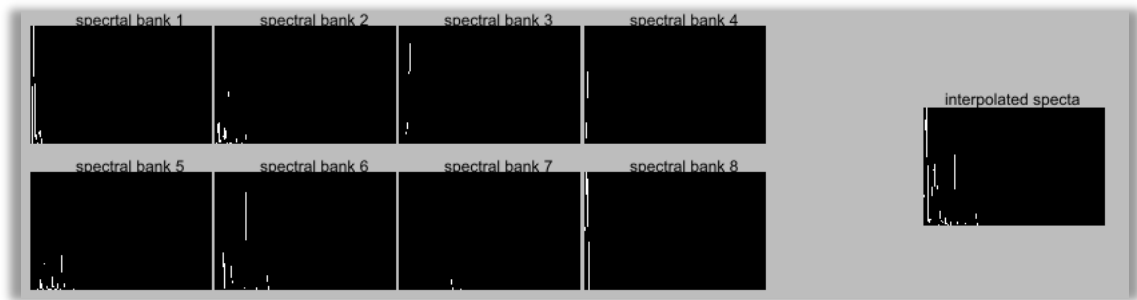 specrtal bank 1
spectral bank 2
spectral bank 3
spectral bank 4
interpolated specta
spectral bank 5
spectral bank 6
spectral bank 7
spectral bank 8